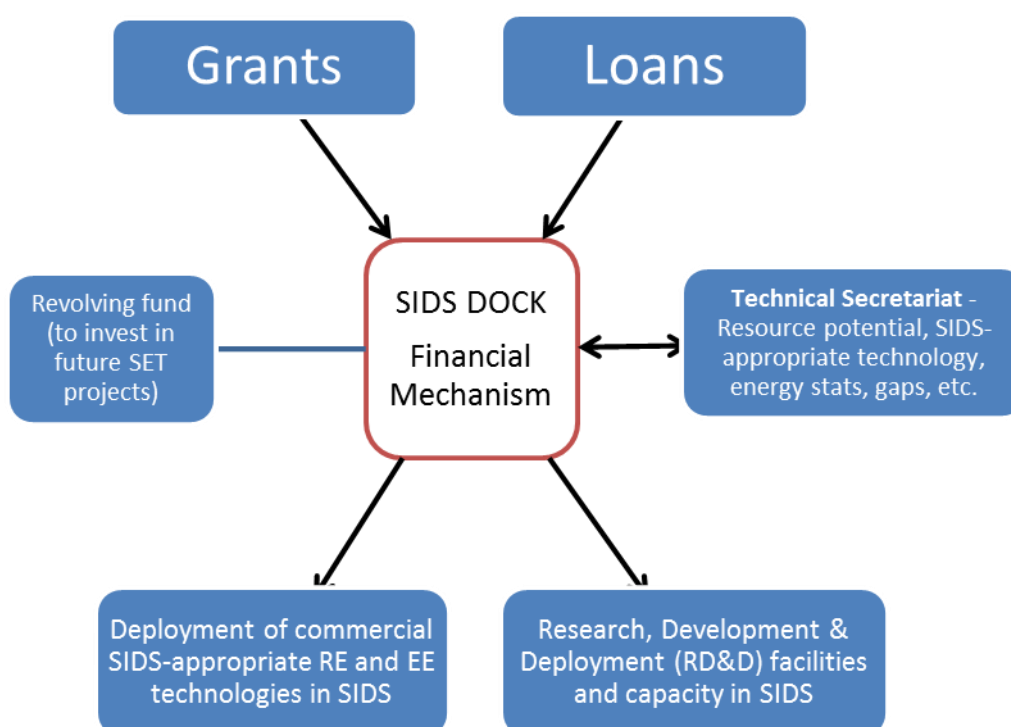 Grants
Loans
SIDS DOCK
Financial
Mechanism
Revolving fund
(to invest in
future SET
projects)
Technical Secretariat -
Resource potential, SIDS-
appropriate technology,
energy stats, gaps, etc.
Deployment of commercial
SIDS-appropriate RE and EE
technologies in SIDS
Research, Development &
Deployment (RD&D) facilities
and capacity in SIDS